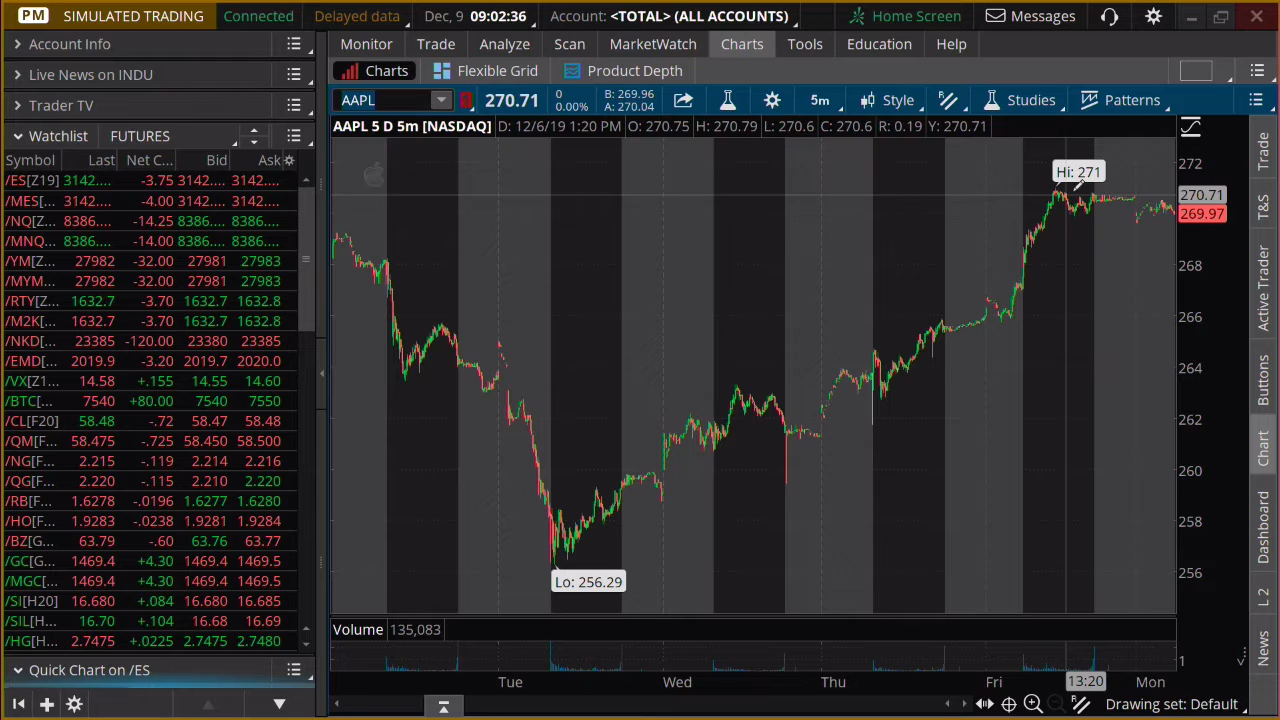 PM SIMULATED TRADING Connected Delayed data Dec, 9 09:02:36 Account: <TOTAL> (ALL ACCOUNTS) Home Screen Messages
Account Info
Live News on INDU
Trader TV
Watchlist FUTURES
Symbol Last Net C... Bid Ask
/ES[Z19] 3142.... -3.75 3142.... 3142....
/MES[... 3142.... -4.00 3142.... 3142....
/NQ[Z... 8386.... -14.25 8386.... 8386....
/MNQ... 8386.... -14.00 8386.... 8386....
/YM[Z... 27982 -32.00 27981 27983
/MYM... 27982 -32.00 27981 27983
/RTY[Z... 1632.7 -3.70 1632.7 1632.8
/M2K[... 1632.7 -3.70 1632.7 1632.8
/NKD[... 23385 -120.00 23380 23385
/EMD[... 2019.9 -3.20 2019.7 2020.0
/VX[Z1... 14.58 +.155 14.55 14.60
/BTC[... 7540 +80.00 7540 7550
/CL[F20] 58.48 -.72 58.47 58.48
/QM[F... 58.475 -.725 58.450 58.500
/NG[F... 2.215 -.119 2.214 2.216
/QG[F... 2.220 -.115 2.210 2.220
/RB[F... 1.6278 -.0196 1.6277 1.6280
/HO[F... 1.9283 -.0238 1.9281 1.9284
/BZ[G... 63.79 -.60 63.76 63.77
/GC[G... 1469.4 +4.30 1469.4 1469.5
/MGC[... 1469.4 +4.30 1469.4 1469.5
/SI[H20] 16.680 +.084 16.680 16.685
/SIL[H... 16.70 +.104 16.68 16.69
/HG[H... 2.7475 +.0225 2.7475 2.7480
Quick Chart on /ES
Monitor Trade Analyze Scan MarketWatch Charts Tools Education Help
Charts Flexible Grid Product Depth
AAPL 270.71 0 0.00% B: 269.96 A: 270.04 5m Style Studies Patterns
AAPL 5 D 5m [NASDAQ] D: 12/6/19 1:20 PM O: 270.75 H: 270.79 L: 270.6 C: 270.6 R: 0.19 Y: 270.71
Hi: 271
Lo: 256.29
272
270.71
269.97
268
266
264
262
260
258
256
Volume 135,083
1
Tue Wed Thu Fri 13:20 Mon
Drawing set: Default
Trade
T&S
Active Trader
Buttons
Chart
Dashboard
L 2
News